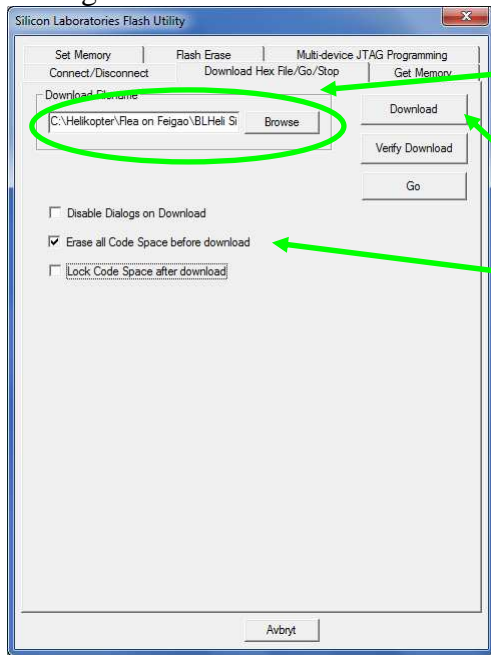 Silicon Laboratories Flash Utility
Set Memory Flash Erase Multi-device JTAG Programming
Connect/Disconnect Download Hex File/Go/Stop Get Memory
Download Filename
C:\Helikopter\Flea on Feigao\BLHeli Si Browse
Download
Verify Download
Go
Disable Dialogs on Download
Erase all Code Space before download
Lock Code Space after download
Avbryt